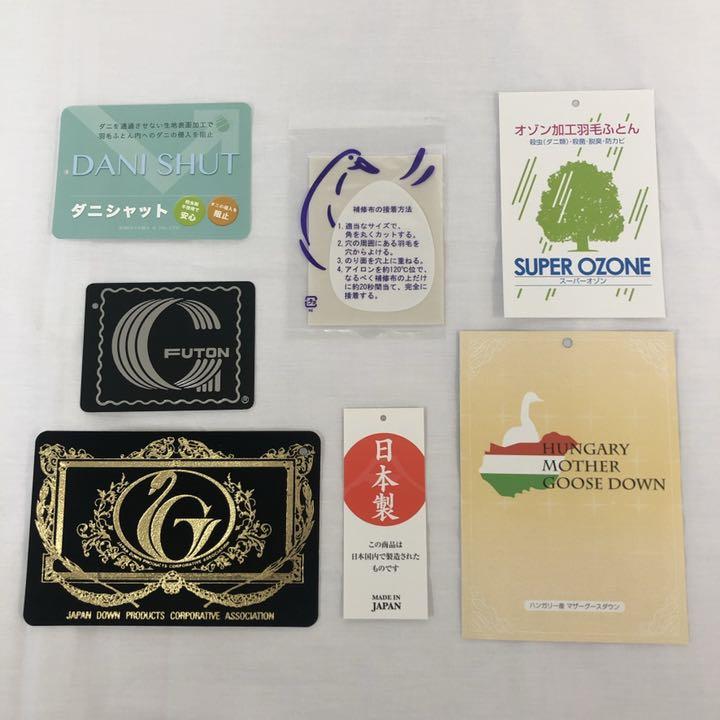 ダニを通過させない生地表面加工で
羽毛ふとん内へのダニの侵入を阻止
DANI SHUT
ダニシャット
安心
ダニの侵入を
阻止
補修布の接着方法
1. 適当なサイズで、
角を丸くカットする。
2. 穴の周囲にある羽毛を
穴からよける。
3. のり面を穴上に重ねる。
4. アイロンを約120℃位で、
なるべく補修布の上だけ
に約20秒間当て、完全に
接着する。
オゾン加工羽毛ふとん
殺虫(ダニ類)・殺菌・脱臭・防カビ
SUPER OZONE
スーパーオゾン
G
FUTON
®
G
JAPAN DOWN PRODUCTS CORPORATIVE ASSOCIATION
日本製
この商品は
日本国内で製造された
ものです
MADE IN
JAPAN
HUNGARY
MOTHER
GOOSE DOWN
ハンガリー産 マザーグースダウン